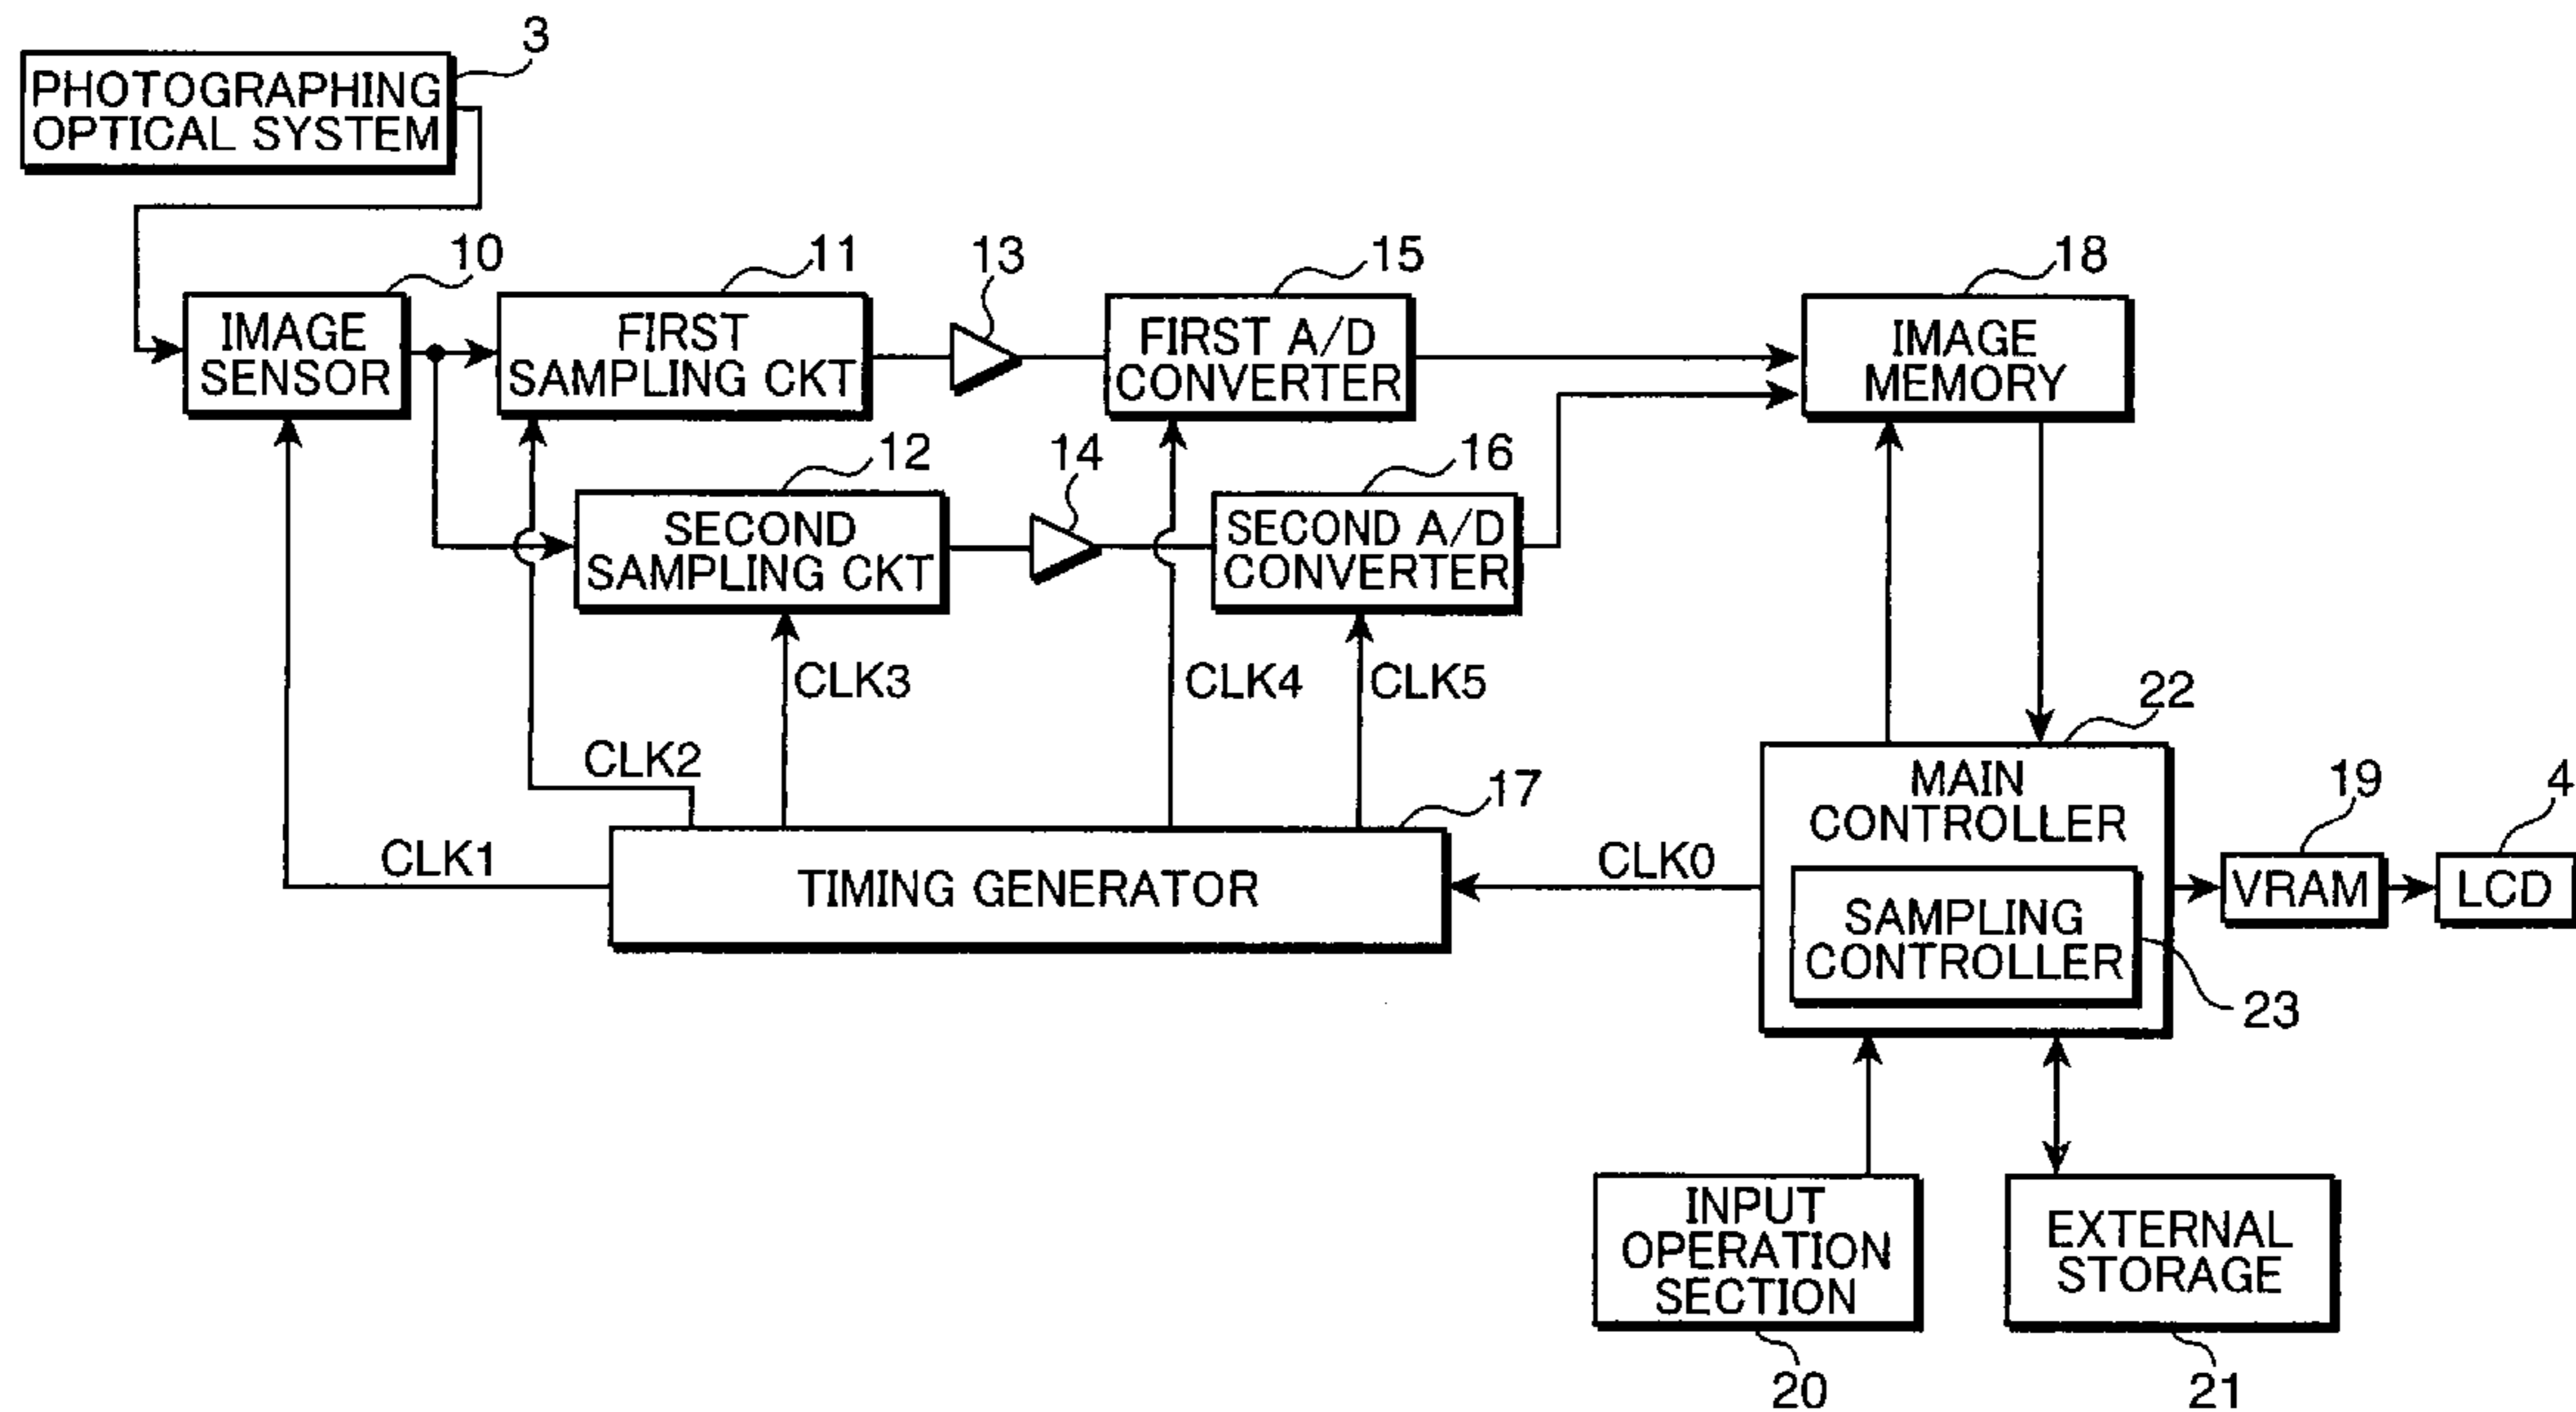 3
PHOTOGRAPHING
OPTICAL SYSTEM
10
11
13
15
18
IMAGE
SENSOR
FIRST
SAMPLING CKT
FIRST A/D
CONVERTER
IMAGE
MEMORY
12
14
16
SECOND
SAMPLING CKT
SECOND A/D
CONVERTER
CLK3
CLK4
CLK5
22
CLK2
17
MAIN
CONTROLLER
19
4
CLK1
TIMING GENERATOR
CLK0
SAMPLING
CONTROLLER
VRAM
LCD
23
INPUT
OPERATION
SECTION
EXTERNAL
STORAGE
20
21